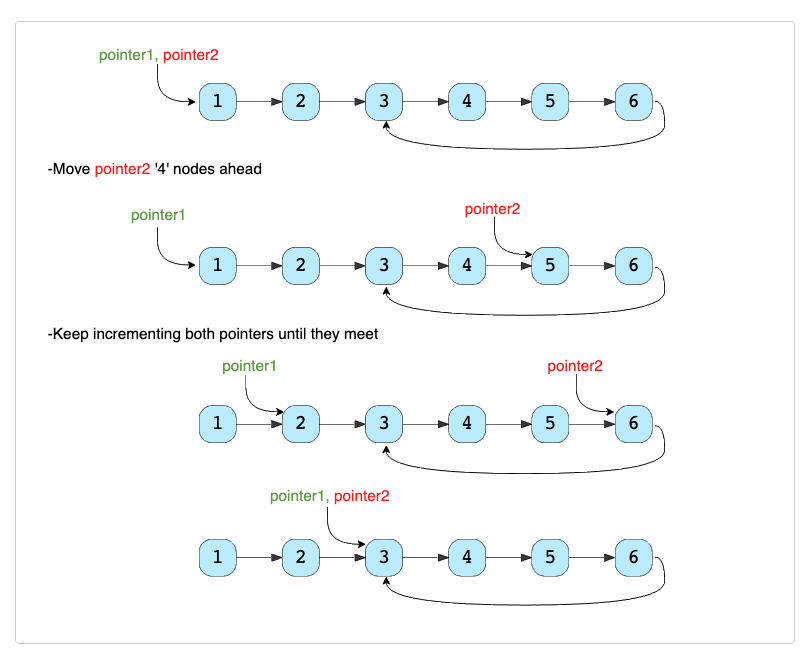 pointer1, pointer2
1 2 3 4 5 6
-Move pointer2 '4' nodes ahead
pointer1 pointer2
1 2 3 4 5 6
-Keep incrementing both pointers until they meet
pointer1 pointer2
1 2 3 4 5 6
pointer1, pointer2
1 2 3 4 5 6